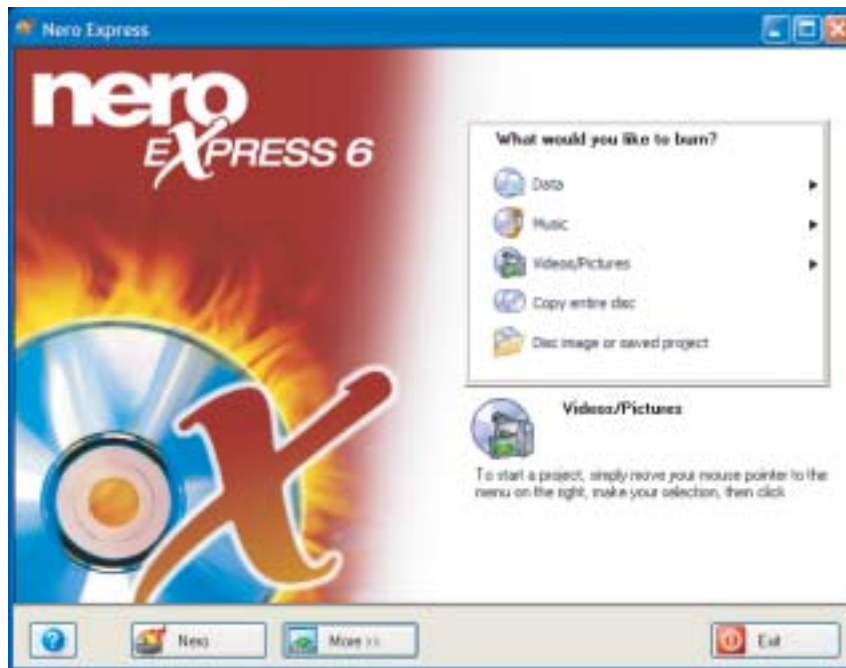 Nero Express
nero
EXPRESS 6
What would you like to burn?
Data
Music
Videos/Pictures
Copy entire disc
Disc image or saved project
Videos/Pictures
To start a project, simply move your mouse pointer to the
menu on the right, make your selection, then click
?
Nero
More >>
Exit